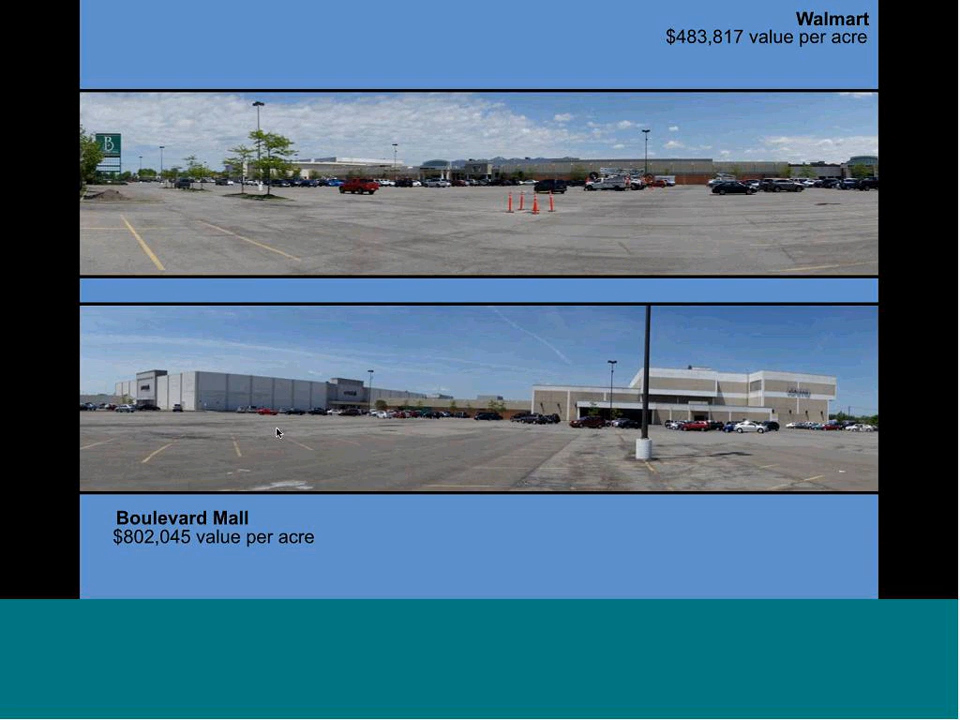 Walmart
$483,817 value per acre
B
Boulevard Mall
$802,045 value per acre